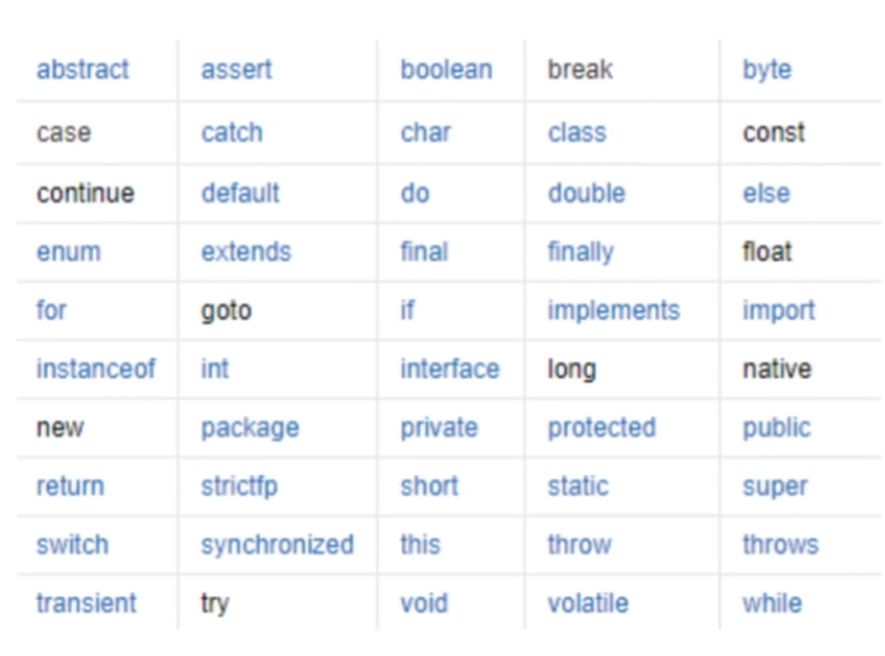 abstract assert boolean break byte
case catch char class const
continue default do double else
enum extends final finally float
for goto if implements import
instanceof int interface long native
new package private protected public
return strictfp short static super
switch synchronized this throw throws
transient try void volatile while